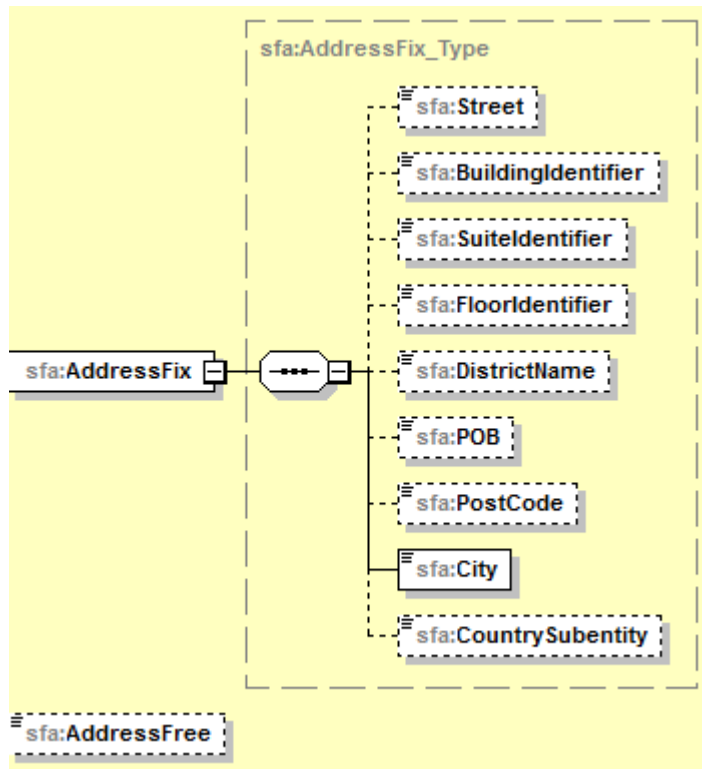 sfa:AddressFix_Type
sfa:Street
sfa:BuildingIdentifier
sfa:SuiteIdentifier
sfa:FloorIdentifier
sfa:AddressFix
sfa:DistrictName
sfa:POB
sfa:PostCode
sfa:City
sfa:CountrySubentity
sfa:AddressFree